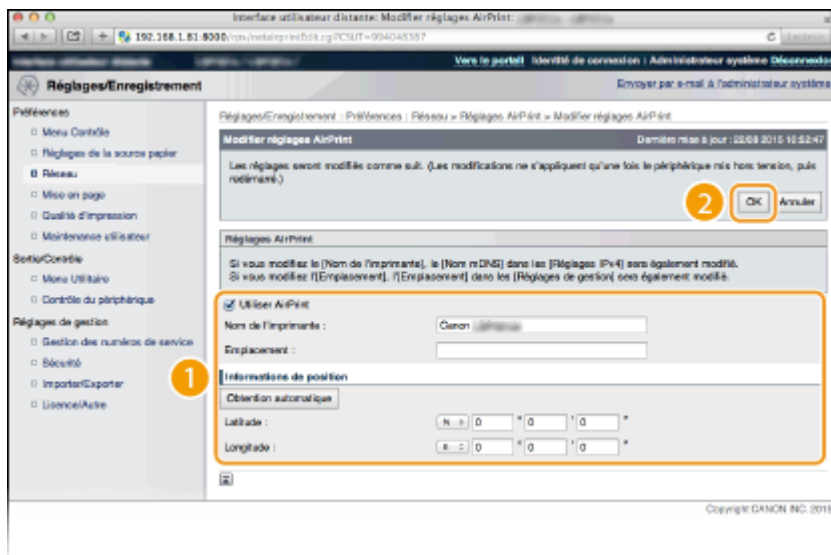 Interface utilisateur distante: Modifier réglages AirPrint:
192.168.1.81:8000/rps/netairprintEdit.cgi?CSUT=994048387
Vers le portail Identité de connexion : Administrateur système Déconnexion
Réglages/Enregistrement
Envoyer par e-mail à l'administrateur système
Préférences
Menu Contrôle
Réglages de la source papier
Réseau
Mise en page
Qualité d'impression
Maintenance utilisateur
Sortie/Contrôle
Menu Utilitaire
Contrôle du périphérique
Réglages de gestion
Gestion des numéros de service
Sécurité
Importer/Exporter
Licence/Autre
Réglages/Enregistrement : Préférences : Réseau > Réglages AirPrint > Modifier réglages AirPrint
Modifier réglages AirPrint
Dernière mise à jour : 10:52:47
Les réglages seront modifiés comme suit. (Les modifications ne s'appliquent qu'une fois le périphérique mis hors tension, puis
redémarré.)
2
OK Annuler
Réglages AirPrint
Si vous modifiez le [Nom de l'imprimante], le [Nom mDNS] dans les [Réglages IPv4] sera également modifié.
Si vous modifiez l'[Emplacement], l'[Emplacement] dans les [Réglages de gestion] sera également modifié.
1
Utiliser AirPrint
Nom de l'imprimante : Canon
Emplacement :
Informations de position
Obtention automatique
Latitude : N 0 ° 0 ' 0 "
Longitude : 0 ° 0 ' 0 "
Copyright CANON INC.